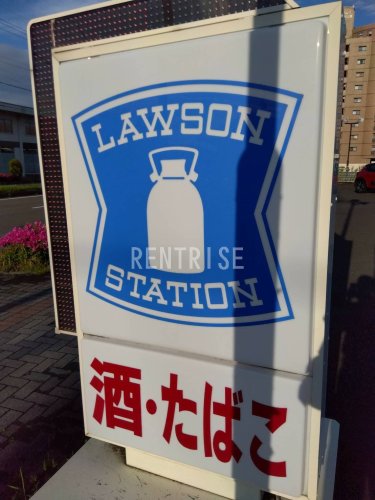 LAWSON
RENTRISE
STATION
酒・たばこ